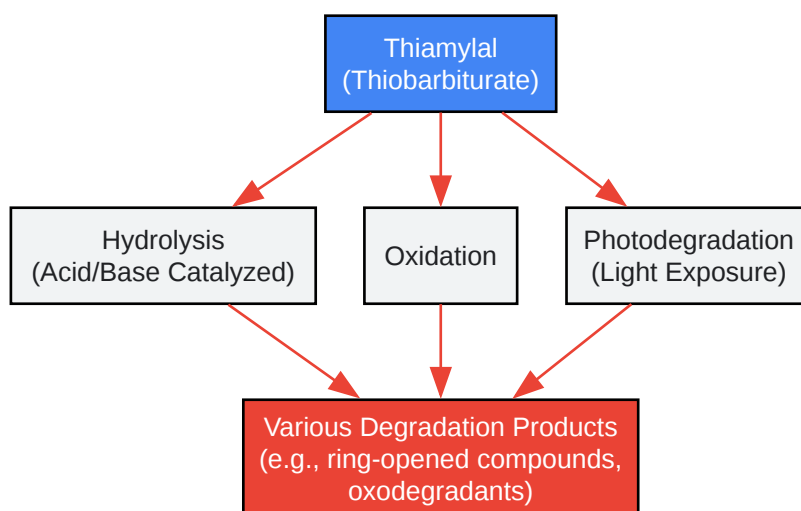 Thiamylal
(Thiobarbiturate)
Hydrolysis
(Acid/Base Catalyzed)
Oxidation
Photodegradation
(Light Exposure)
Various Degradation Products
(e.g., ring-opened compounds,
oxodegradants)